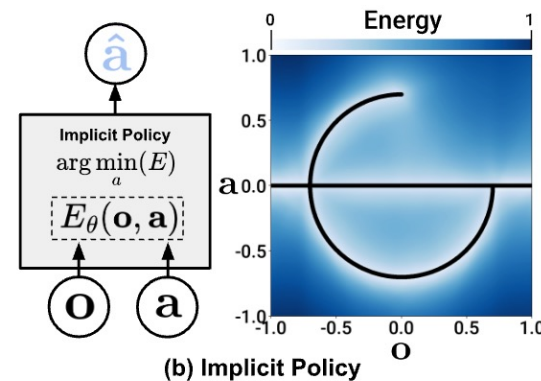 â
Implicit Policy
arg min(E)
a
E_θ(o, a)
o
a
0 Energy 1
1.0
0.5
a 0.0
-0.5
-1.0
-1.0 -0.5 0.0 0.5 1.0
o
(b) Implicit Policy